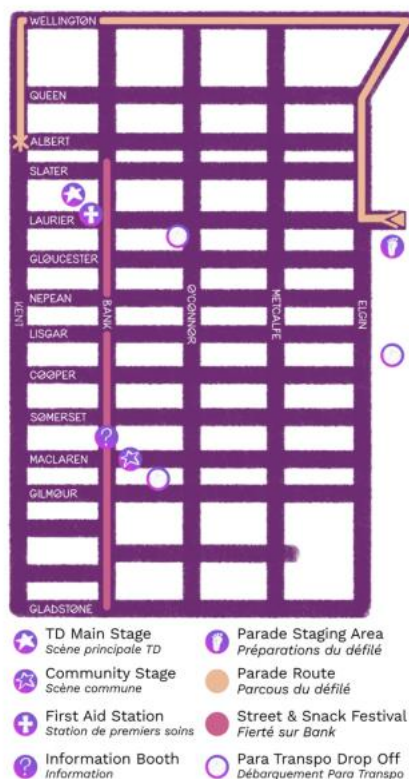 WELLINGTON
QUEEN
ALBERT
SLATER
LAURIER
GLOUCESTER
NEPEAN
LISGAR
COOPER
SOMERSET
MACLAREN
GILMOUR
GLADSTONE
KENT
BANK
O'CONNOR
METCALFE
ELGIN
TD Main Stage
Scène principale TD
Community Stage
Scène commune
First Aid Station
Station de premiers soins
Information Booth
Information
Parade Staging Area
Préparations du défilé
Parade Route
Parcous du défilé
Street & Snack Festival
Fierté sur Bank
Para Transpo Drop Off
Débarquement Para Transpo